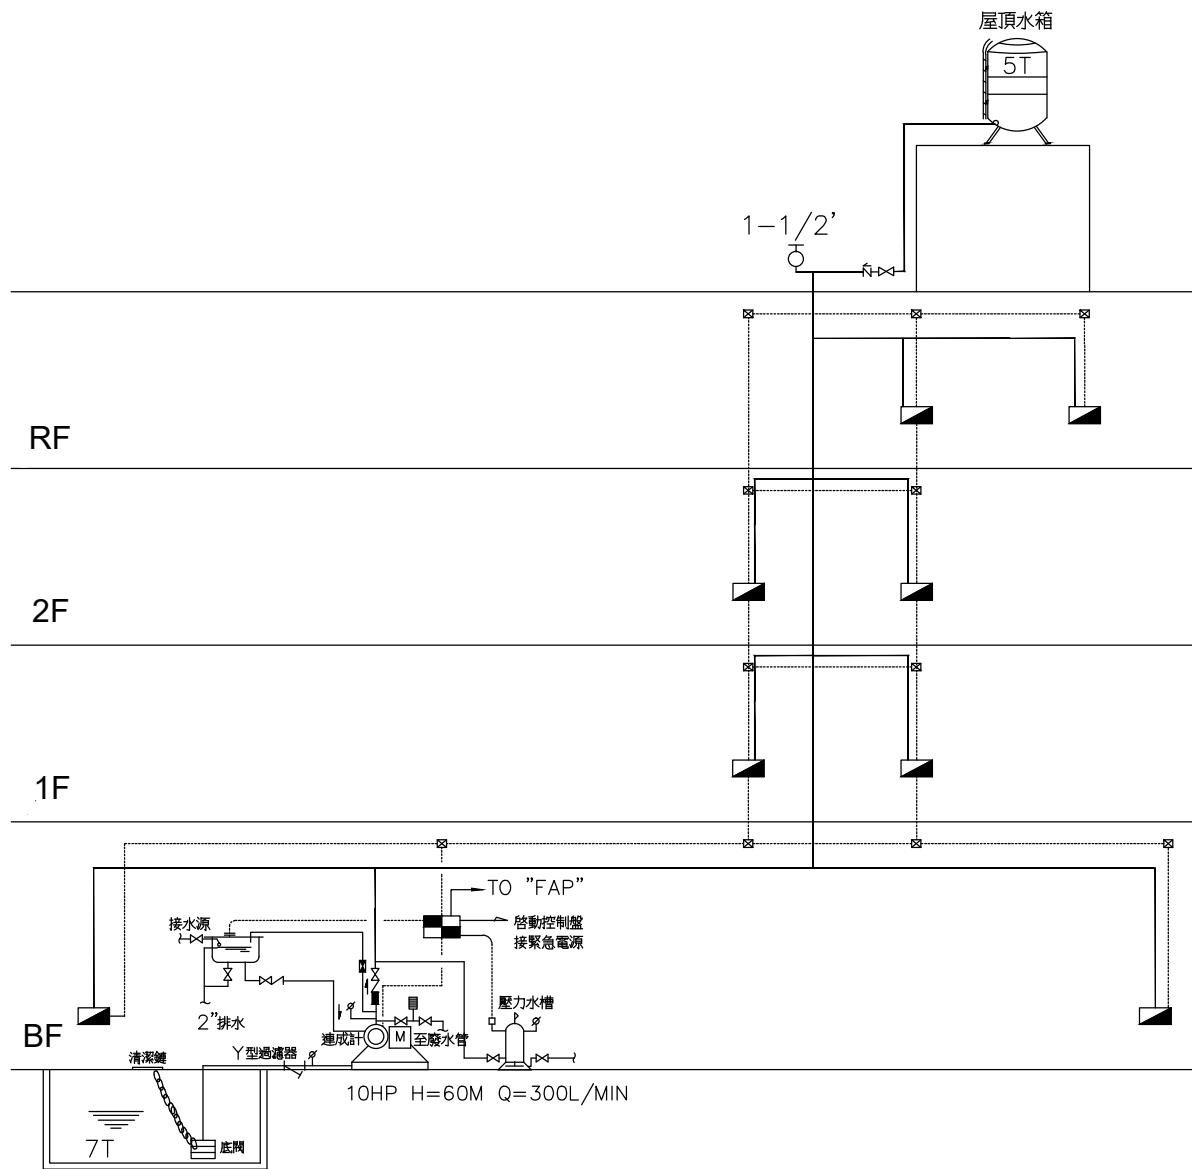 屋頂水箱
5T
1-1/2'
RF
2F
1F
TO "FAP"
接水源
啓動控制盤
接緊急電源
壓力水槽
2"排水
連成計
M
至廢水管
BF
清潔鏈
Y型過濾器
10HP H=60M Q=300L/MIN
7T
底閥